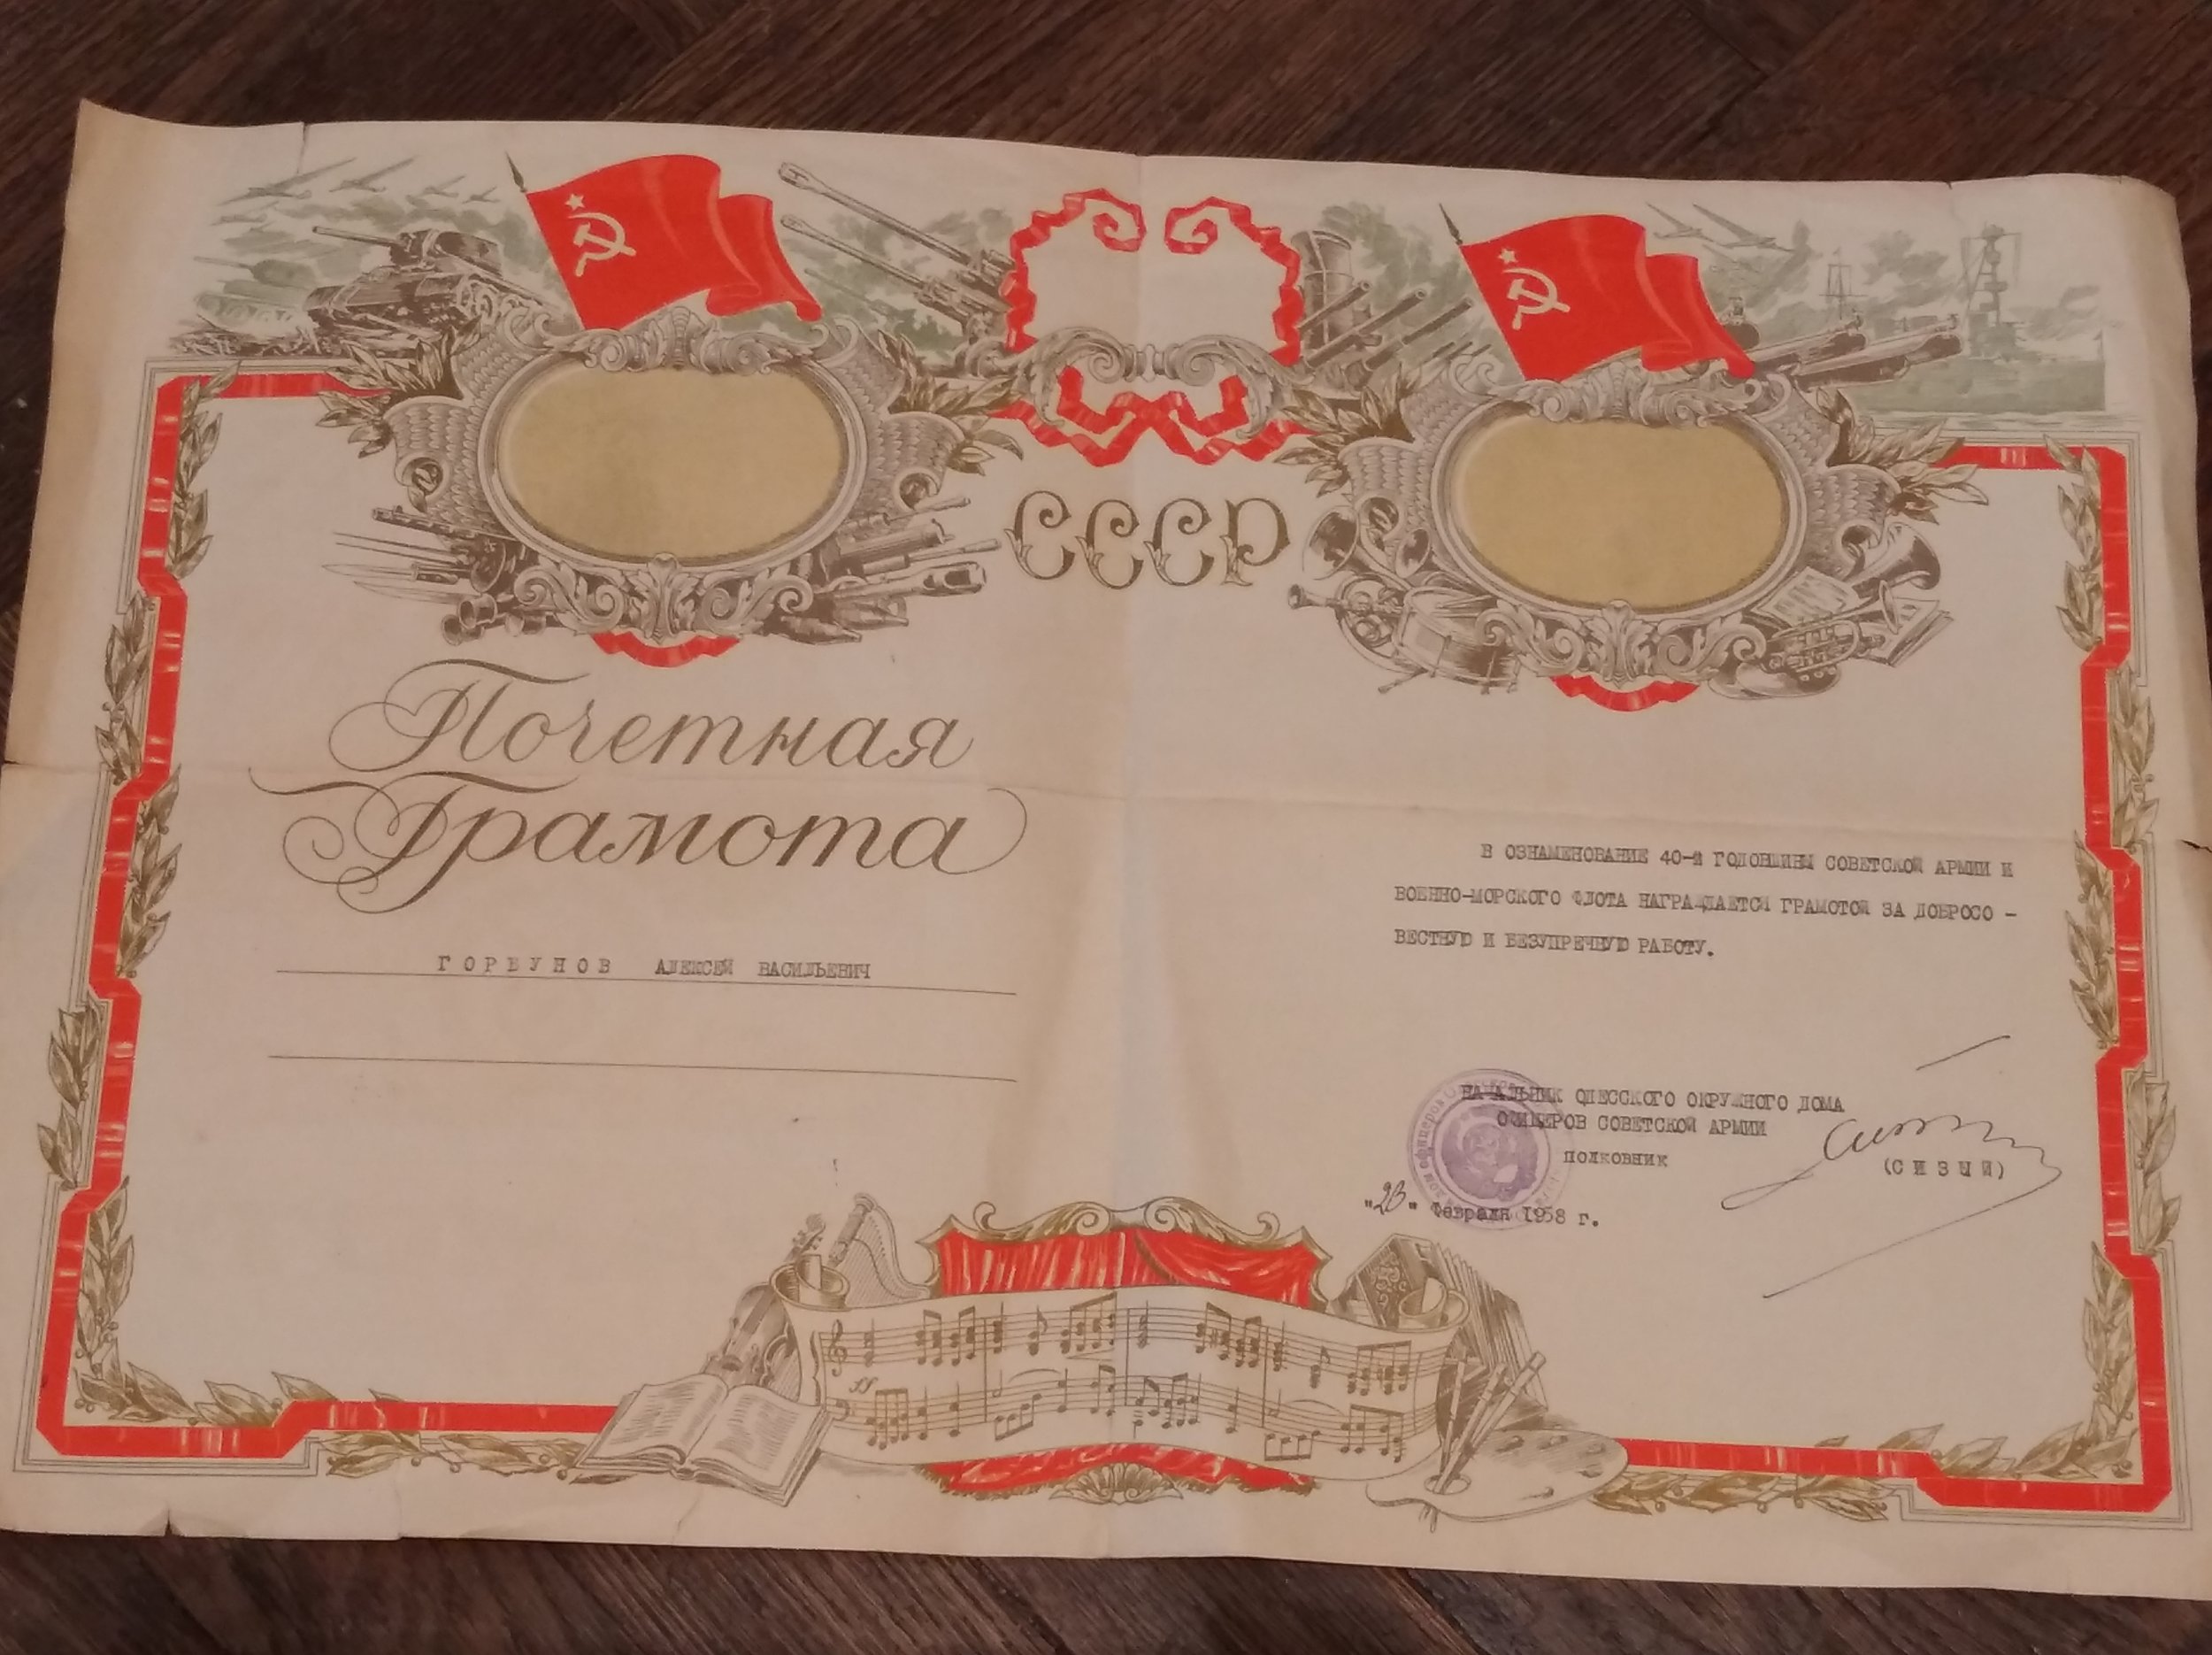 СССР
Почетная
Грамота
ГОРБУНОВ АЛЕКСЕЙ ВАСИЛЬЕВИЧ
В ОЗНАМЕНОВАНИЕ 40-Й ГОДОВЩИНЫ СОВЕТСКОЙ АРМИИ И
ВОЕННО-МОРСКОГО ФЛОТА НАГРАЖДАЕТСЯ ГРАМОТОЙ ЗА ДОБРОСО -
ВЕСТНУЮ И БЕЗУПРЕЧНУЮ РАБОТУ.
НАЧАЛЬНИК ОДЕССКОГО ОКРУЖНОГО ДОМА
ОФИЦЕРОВ СОВЕТСКОЙ АРМИИ
ПОЛКОВНИК
(СИЗЫЙ)
"23" февраля 1958 г.